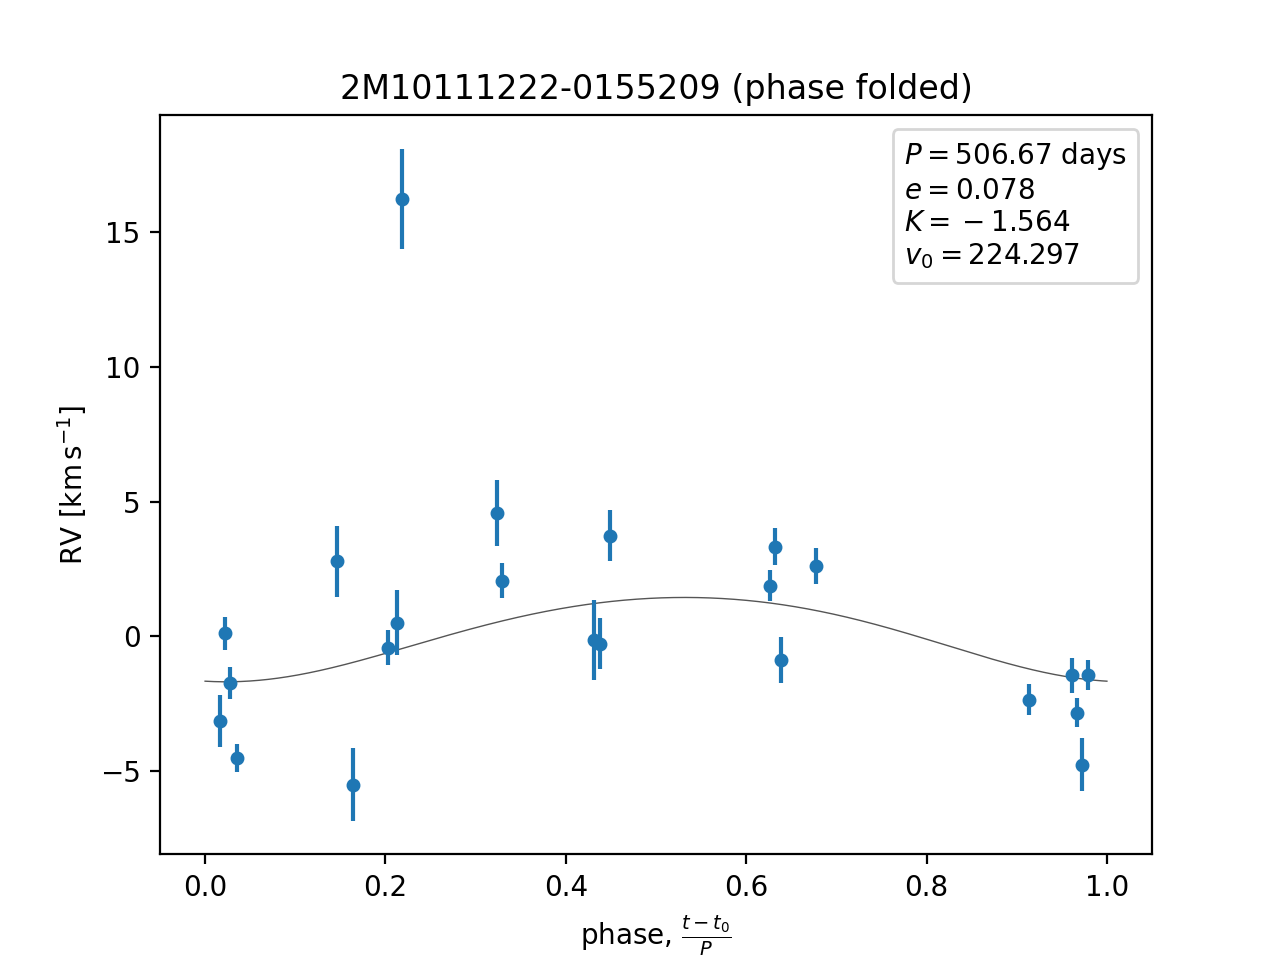 2M10111222-0155209 (phase folded)
P = 506.67 days
e = 0.078
K = −1.564
v₀ = 224.297
15
10
5
0
−5
RV [km s⁻¹]
0.0 0.2 0.4 0.6 0.8 1.0
phase, (t − t₀)/P